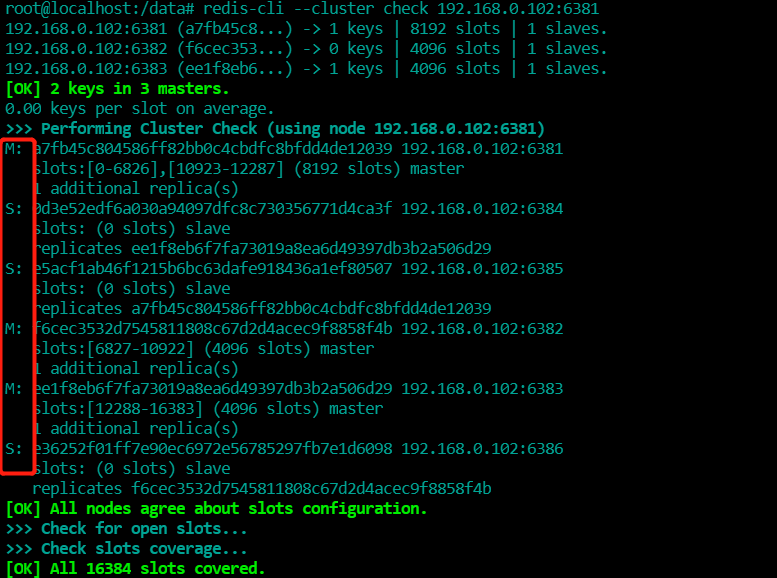 root@localhost:/data# redis-cli --cluster check 192.168.0.102:6381
192.168.0.102:6381 (a7fb45c8...) -> 1 keys | 8192 slots | 1 slaves.
192.168.0.102:6382 (f6cec353...) -> 0 keys | 4096 slots | 1 slaves.
192.168.0.102:6383 (ee1f8eb6...) -> 1 keys | 4096 slots | 1 slaves.
[OK] 2 keys in 3 masters.
0.00 keys per slot on average.
>>> Performing Cluster Check (using node 192.168.0.102:6381)
M: a7fb45c804586ff82bb0c4cbdfc8bfdd4de12039 192.168.0.102:6381
slots:[0-6826],[10923-12287] (8192 slots) master
1 additional replica(s)
S: 0d3e52edf6a030a94097dfc8c730356771d4ca3f 192.168.0.102:6384
slots: (0 slots) slave
replicates ee1f8eb6f7fa73019a8ea6d49397db3b2a506d29
S: e5acf1ab46f1215b6bc63dafe918436a1ef80507 192.168.0.102:6385
slots: (0 slots) slave
replicates a7fb45c804586ff82bb0c4cbdfc8bfdd4de12039
M: f6cec3532d7545811808c67d2d4acec9f8858f4b 192.168.0.102:6382
slots:[6827-10922] (4096 slots) master
1 additional replica(s)
M: ee1f8eb6f7fa73019a8ea6d49397db3b2a506d29 192.168.0.102:6383
slots:[12288-16383] (4096 slots) master
1 additional replica(s)
S: e36252f01ff7e90ec6972e56785297fb7e1d6098 192.168.0.102:6386
slots: (0 slots) slave
replicates f6cec3532d7545811808c67d2d4acec9f8858f4b
[OK] All nodes agree about slots configuration.
>>> Check for open slots...
>>> Check slots coverage...
[OK] All 16384 slots covered.